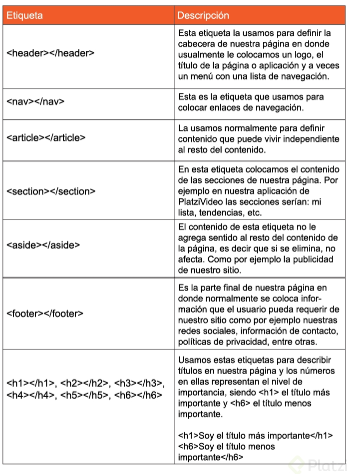 Etiqueta
Descripción
<header></header>
Esta etiqueta la usamos para definir la
cabecera de nuestra página en donde
usualmente le colocamos un logo, el
título de la página o aplicación y a veces
un menú con una lista de navegación.
<nav></nav>
Esta es la etiqueta que usamos para
colocar enlaces de navegación.
<article></article>
La usamos normalmente para definir
contenido que puede vivir independiente
al resto del contenido.
<section></section>
En esta etiqueta colocamos el contenido
de las secciones de nuestra página. Por
ejemplo en nuestra aplicación de
PlatziVideo las secciones serían: mi
lista, tendencias, etc.
<aside></aside>
El contenido de esta etiqueta no le
agrega sentido al resto del contenido de
la página, es decir que si se elimina, no
afecta. Como por ejemplo la publicidad
de nuestro sitio.
<footer></footer>
Es la parte final de nuestra página en
donde normalmente se coloca infor-
mación que el usuario pueda requerir de
nuestro sitio como por ejemplo nuestras
redes sociales, información de contacto,
políticas de privacidad, entre otras.
<h1></h1>, <h2></h2>, <h3></h3>,
<h4></h4>, <h5></h5>, <h6></h6>
Usamos estas etiquetas para describir
títulos en nuestra página y los números
en ellas representan el nivel de
importancia, siendo <h1> el título más
importante y <h6> el título menos
importante.
<h1>Soy el título más importante</h1>
<h6>Soy el título menos
importante</h6>
Platzi